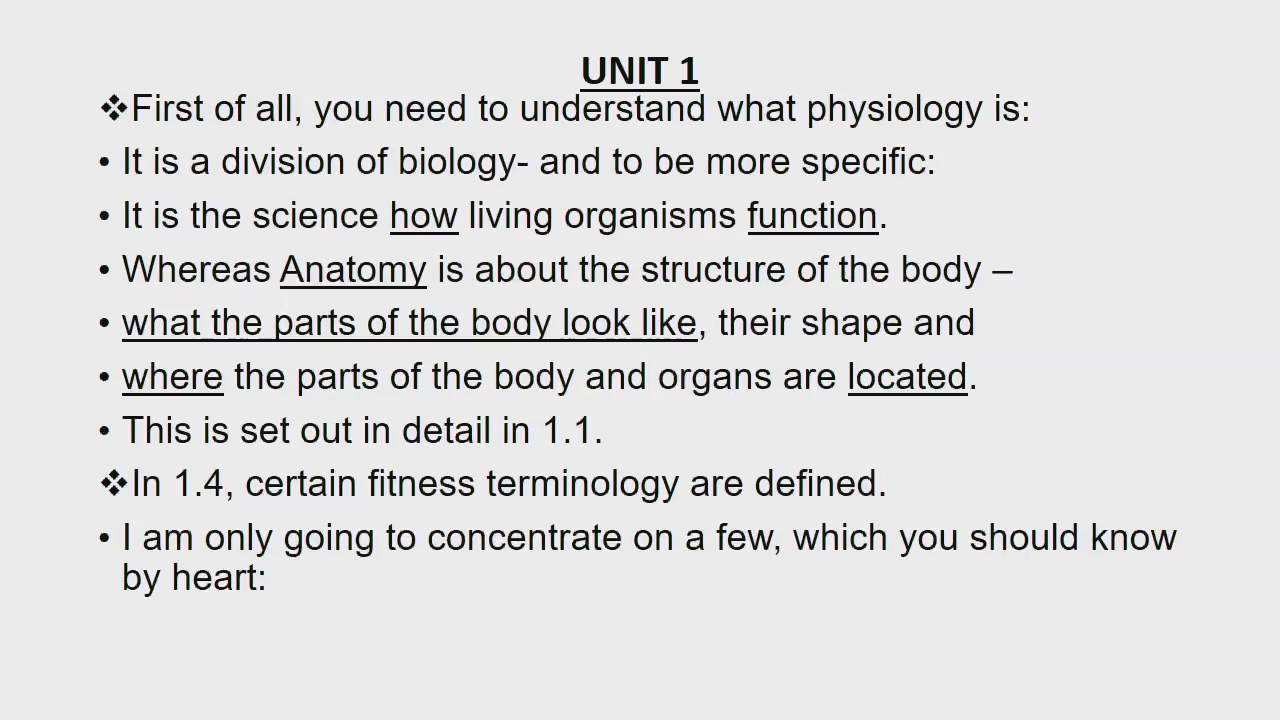 UNIT 1
❖First of all, you need to understand what physiology is:
• It is a division of biology- and to be more specific:
• It is the science how living organisms function.
• Whereas Anatomy is about the structure of the body –
• what the parts of the body look like, their shape and
• where the parts of the body and organs are located.
• This is set out in detail in 1.1.
❖In 1.4, certain fitness terminology are defined.
• I am only going to concentrate on a few, which you should know
by heart: